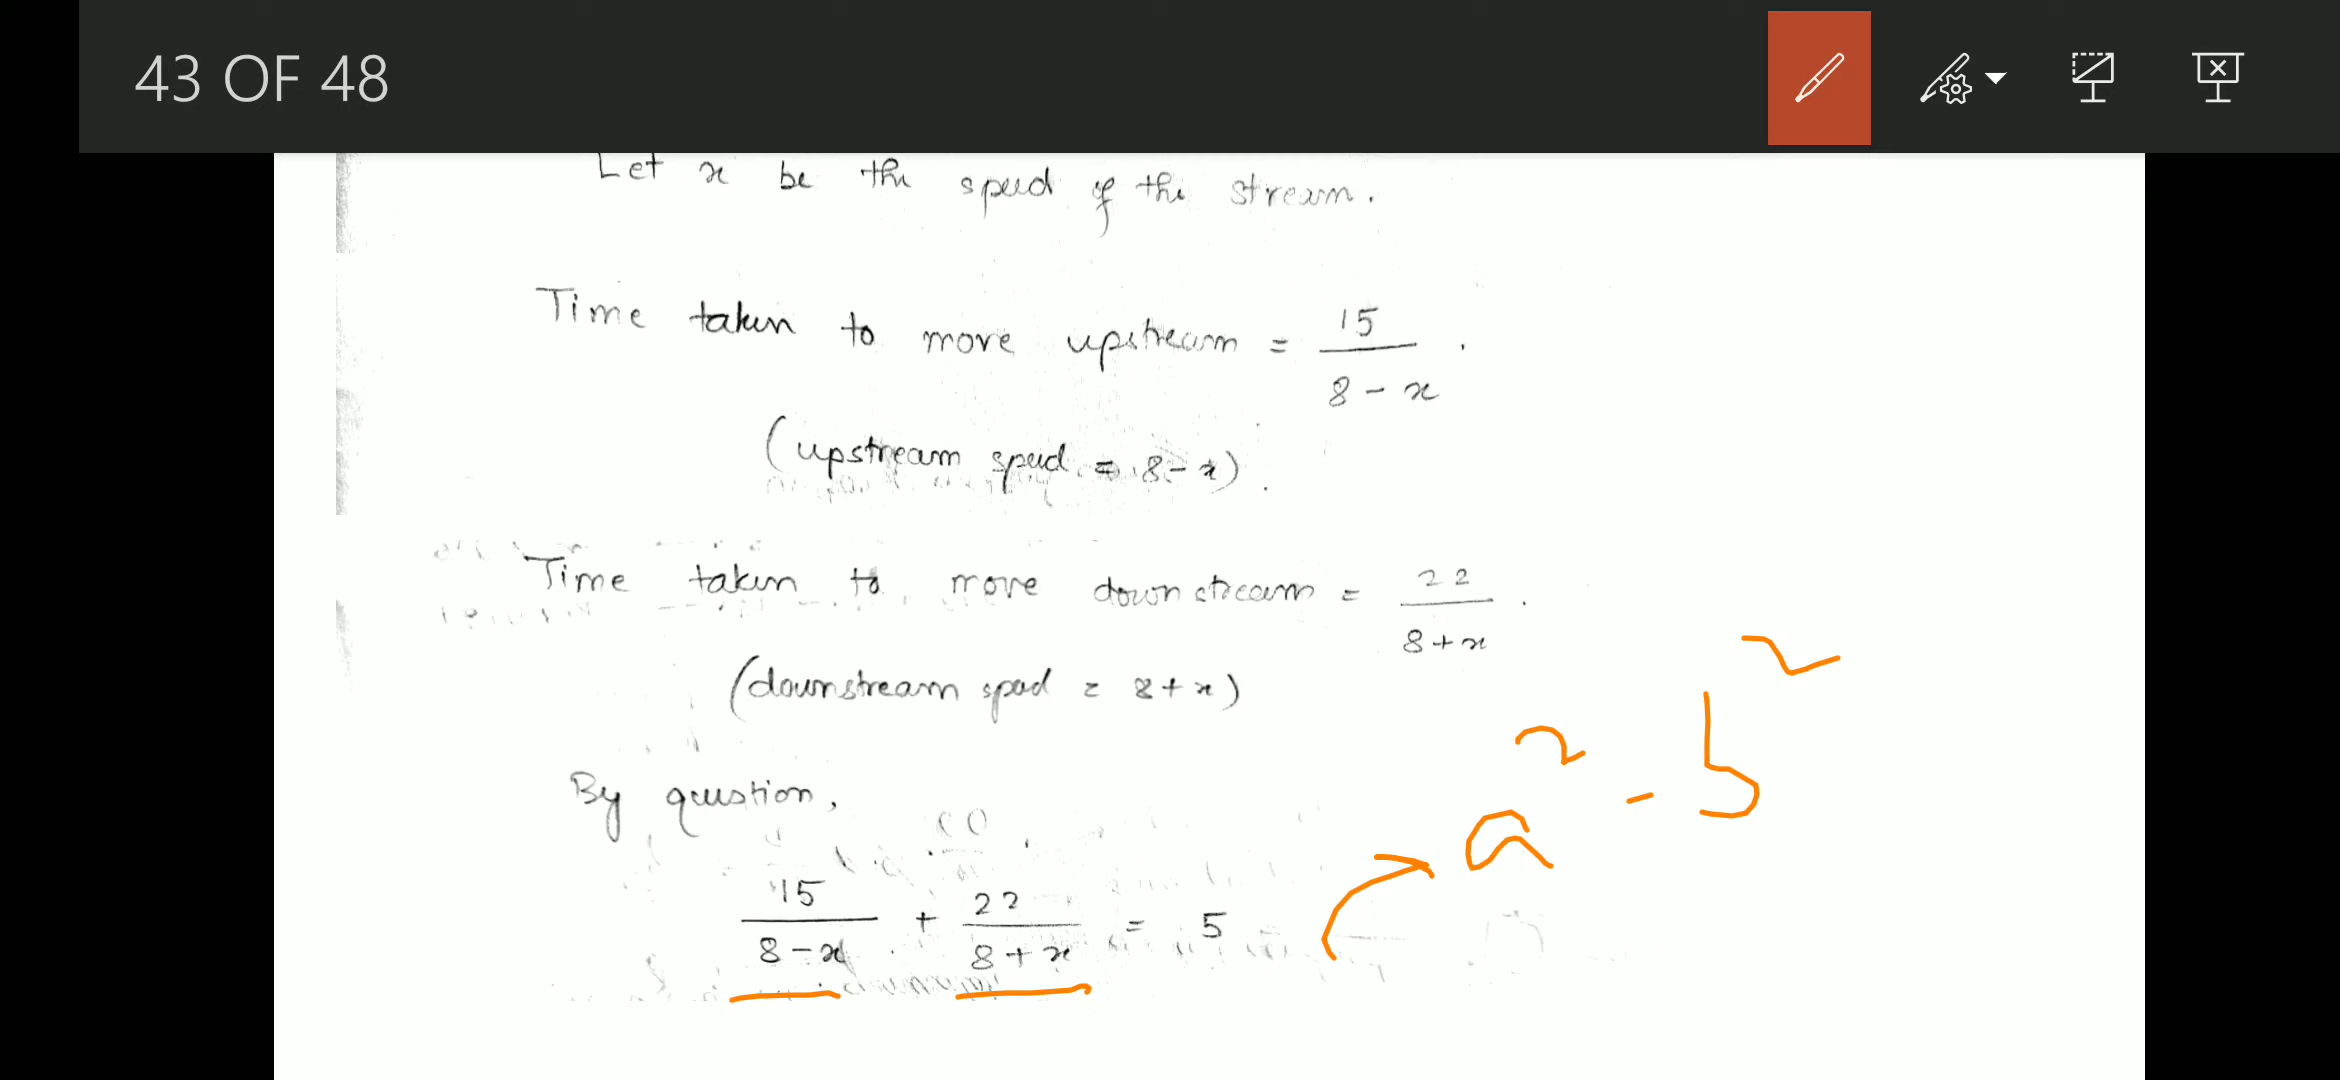 43 OF 48
Let x be the speed of the stream.
Time taken to move upstream = 15 / 8 - x .
(upstream speed = 8 - x) .
Time taken to move downstream = 22 / 8 + x .
(downstream speed = 8 + x)
By question,
15 / 8 - x + 22 / 8 + x = 5
a² - b²